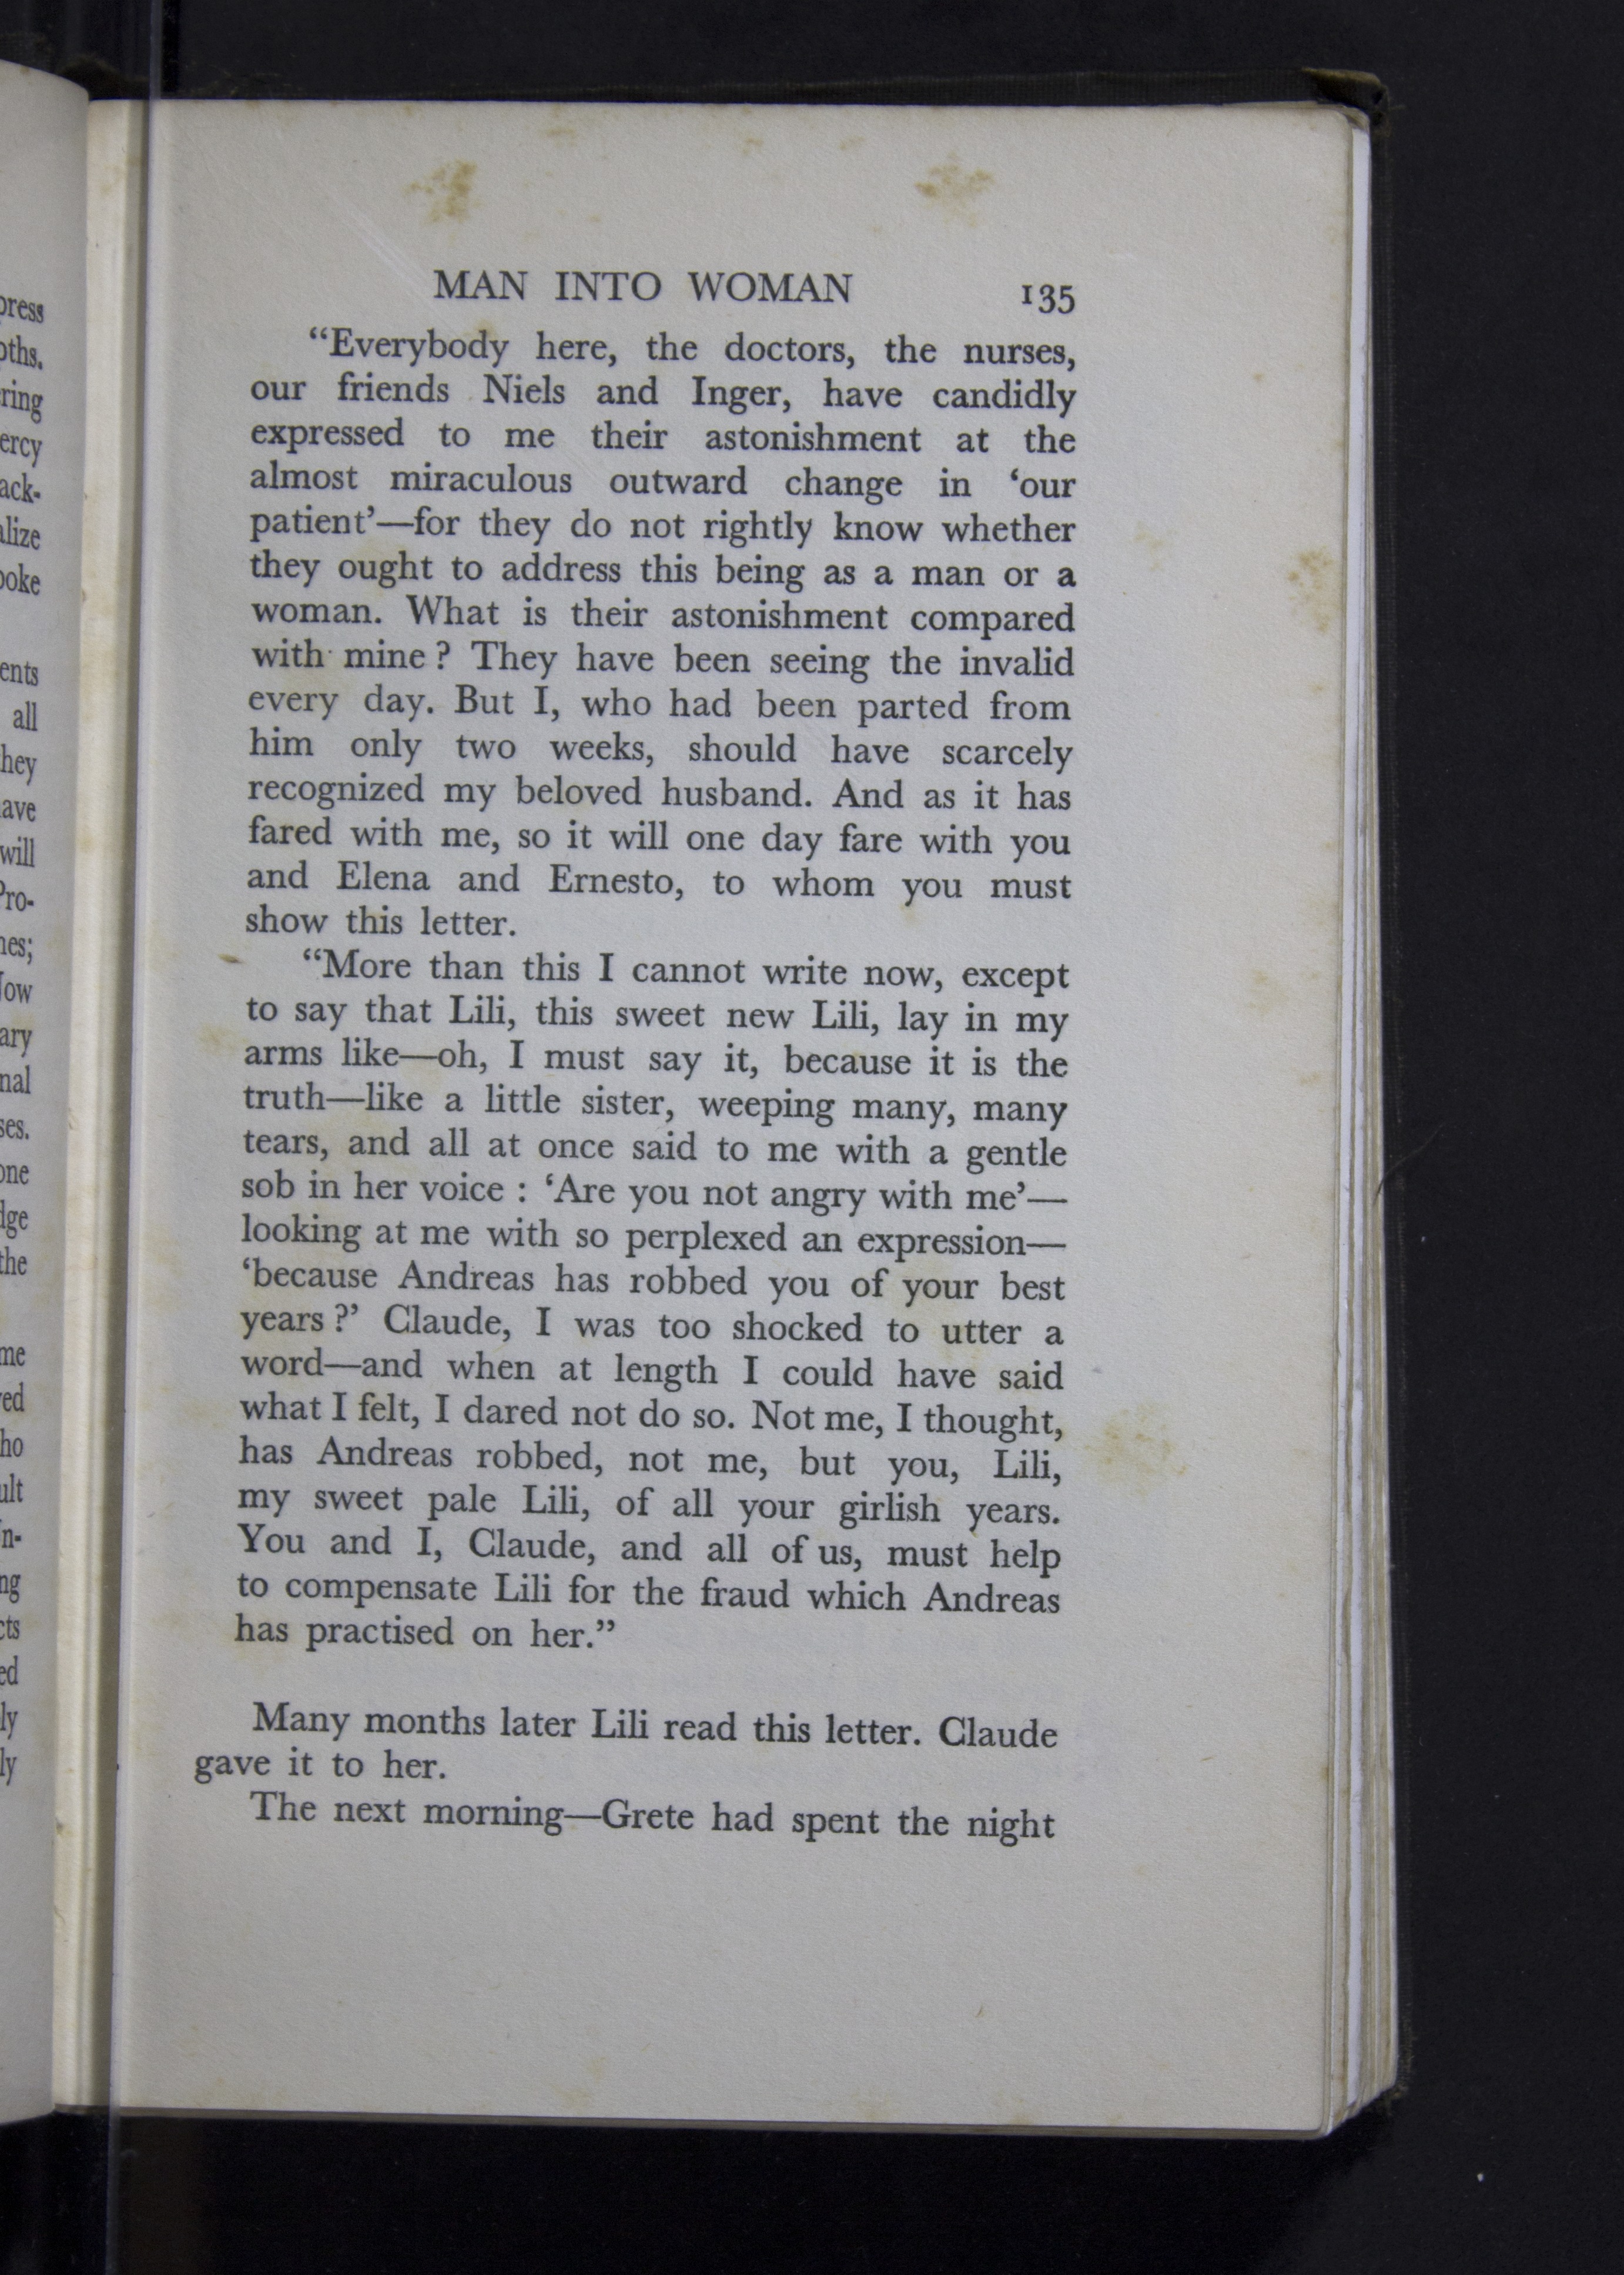 MAN INTO WOMAN 135
“Everybody here, the doctors, the nurses,
our friends Niels and Inger, have candidly
expressed to me their astonishment at the
almost miraculous outward change in ‘our
patient’—for they do not rightly know whether
they ought to address this being as a man or a
woman. What is their astonishment compared
with mine? They have been seeing the invalid
every day. But I, who had been parted from
him only two weeks, should have scarcely
recognized my beloved husband. And as it has
fared with me, so it will one day fare with you
and Elena and Ernesto, to whom you must
show this letter.
“More than this I cannot write now, except
to say that Lili, this sweet new Lili, lay in my
arms like—oh, I must say it, because it is the
truth—like a little sister, weeping many, many
tears, and all at once said to me with a gentle
sob in her voice : ‘Are you not angry with me’—
looking at me with so perplexed an expression—
‘because Andreas has robbed you of your best
years?’ Claude, I was too shocked to utter a
word—and when at length I could have said
what I felt, I dared not do so. Not me, I thought,
has Andreas robbed, not me, but you, Lili,
my sweet pale Lili, of all your girlish years.
You and I, Claude, and all of us, must help
to compensate Lili for the fraud which Andreas
has practised on her.”
Many months later Lili read this letter. Claude
gave it to her.
The next morning—Grete had spent the night